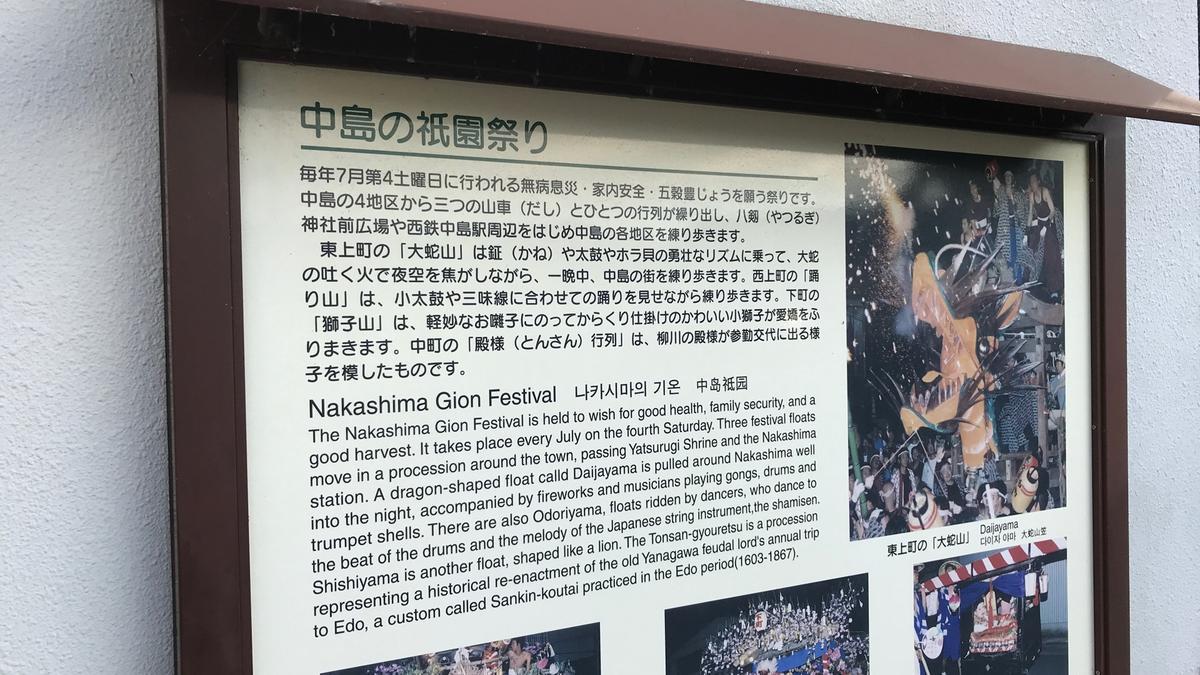 中島の祇園祭り
毎年7月第4土曜日に行われる無病息災・家内安全・五穀豊じょうを願う祭りです。
中島の4地区から三つの山車（だし）とひとつの行列が繰り出し、八剱（やつるぎ）
神社前広場や西鉄中島駅周辺をはじめ中島の各地区を練り歩きます。
東上町の「大蛇山」は鉦（かね）や太鼓やホラ貝の勇壮なリズムに乗って、大蛇
の吐く火で夜空を焦がしながら、一晩中、中島の街を練り歩きます。西上町の「踊
り山」は、小太鼓や三味線に合わせての踊りを見せながら練り歩きます。下町の
「獅子山」は、軽妙なお囃子にのってからくり仕掛けのかわいい小獅子が愛嬌をふ
りまきます。中町の「殿様（とんさん）行列」は、柳川の殿様が参勤交代に出る様
子を模したものです。
Nakashima Gion Festival 나카시마의 기온 中岛祇园
The Nakashima Gion Festival is held to wish for good health, family security, and a
good harvest. It takes place every July on the fourth Saturday. Three festival floats
move in a procession around the town, passing Yatsurugi Shrine and the Nakashima
station. A dragon-shaped float calld Daijayama is pulled around Nakashima well
into the night, accompanied by fireworks and musicians playing gongs, drums and
trumpet shells. There are also Odoriyama, floats ridden by dancers, who dance to
the beat of the drums and the melody of the Japanese string instrument,the shamisen.
Shishiyama is another float, shaped like a lion. The Tonsan-gyouretsu is a procession
representing a historical re-enactment of the old Yanagawa feudal lord's annual trip
to Edo, a custom called Sankin-koutai practiced in the Edo period(1603-1867).
東上町の「大蛇山」 Daijayama
다이자 야마 大蛇山笠